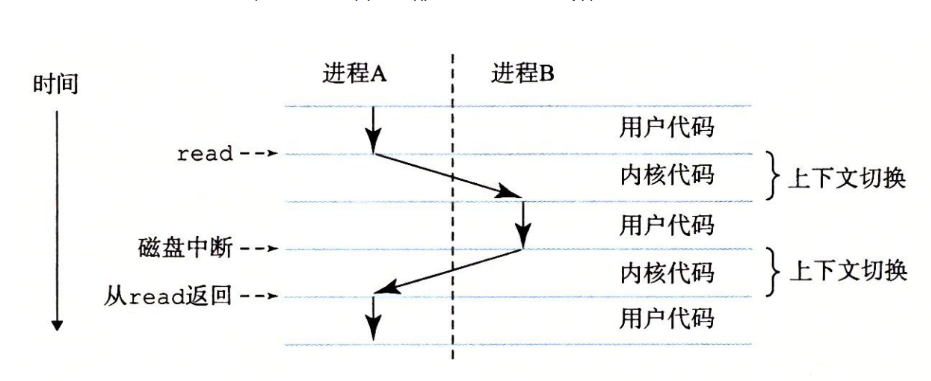 进程A 进程B
时间
用户代码
read
内核代码
上下文切换
用户代码
磁盘中断
内核代码
上下文切换
从read返回
用户代码